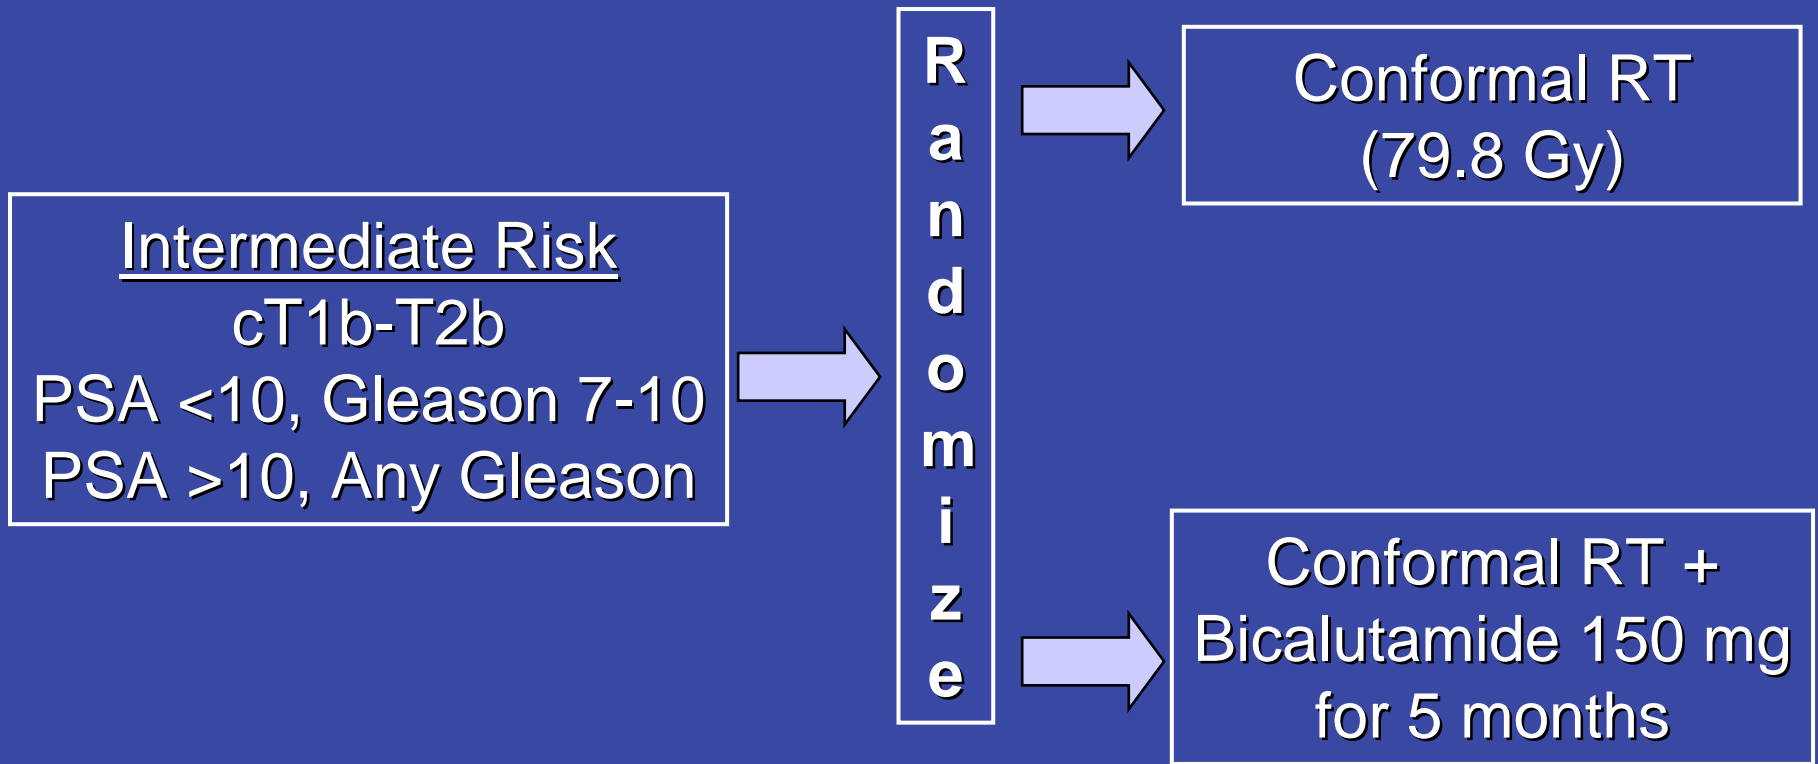 Intermediate Risk
cT1b-T2b
PSA <10, Gleason 7-10
PSA >10, Any Gleason
Randomize
Conformal RT
(79.8 Gy)
Conformal RT +
Bicalutamide 150 mg
for 5 months